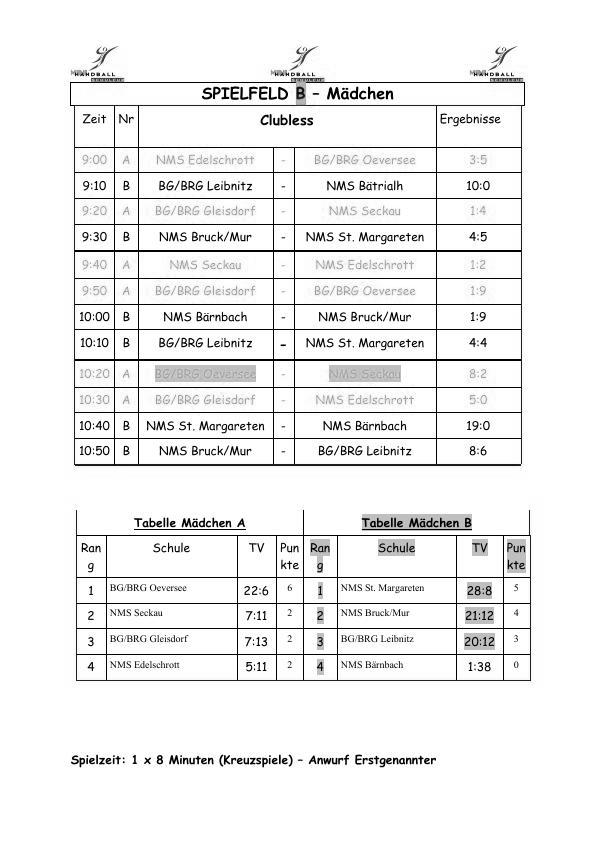 HANDBALL HANDBALL HANDBALL
SCHULCUP SCHULCUP SCHULCUP
SPIELFELD B – Mädchen
Zeit Nr Clubless Ergebnisse
9:00 A NMS Edelschrott - BG/BRG Oeversee 3:5
9:10 B BG/BRG Leibnitz - NMS Bätrialh 10:0
9:20 A BG/BRG Gleisdorf - NMS Seckau 1:4
9:30 B NMS Bruck/Mur - NMS St. Margareten 4:5
9:40 A NMS Seckau - NMS Edelschrott 1:2
9:50 A BG/BRG Gleisdorf - BG/BRG Oeversee 1:9
10:00 B NMS Bärnbach - NMS Bruck/Mur 1:9
10:10 B BG/BRG Leibnitz - NMS St. Margareten 4:4
10:20 A BG/BRG Oeversee - NMS Seckau 8:2
10:30 A BG/BRG Gleisdorf - NMS Edelschrott 5:0
10:40 B NMS St. Margareten - NMS Bärnbach 19:0
10:50 B NMS Bruck/Mur - BG/BRG Leibnitz 8:6
Tabelle Mädchen A Tabelle Mädchen B
Ran Schule TV Pun Ran Schule TV Pun
g kte g kte
1 BG/BRG Oeversee 22:6 6 1 NMS St. Margareten 28:8 5
2 NMS Seckau 7:11 2 2 NMS Bruck/Mur 21:12 4
3 BG/BRG Gleisdorf 7:13 2 3 BG/BRG Leibnitz 20:12 3
4 NMS Edelschrott 5:11 2 4 NMS Bärnbach 1:38 0
Spielzeit: 1 x 8 Minuten (Kreuzspiele) – Anwurf Erstgenannter